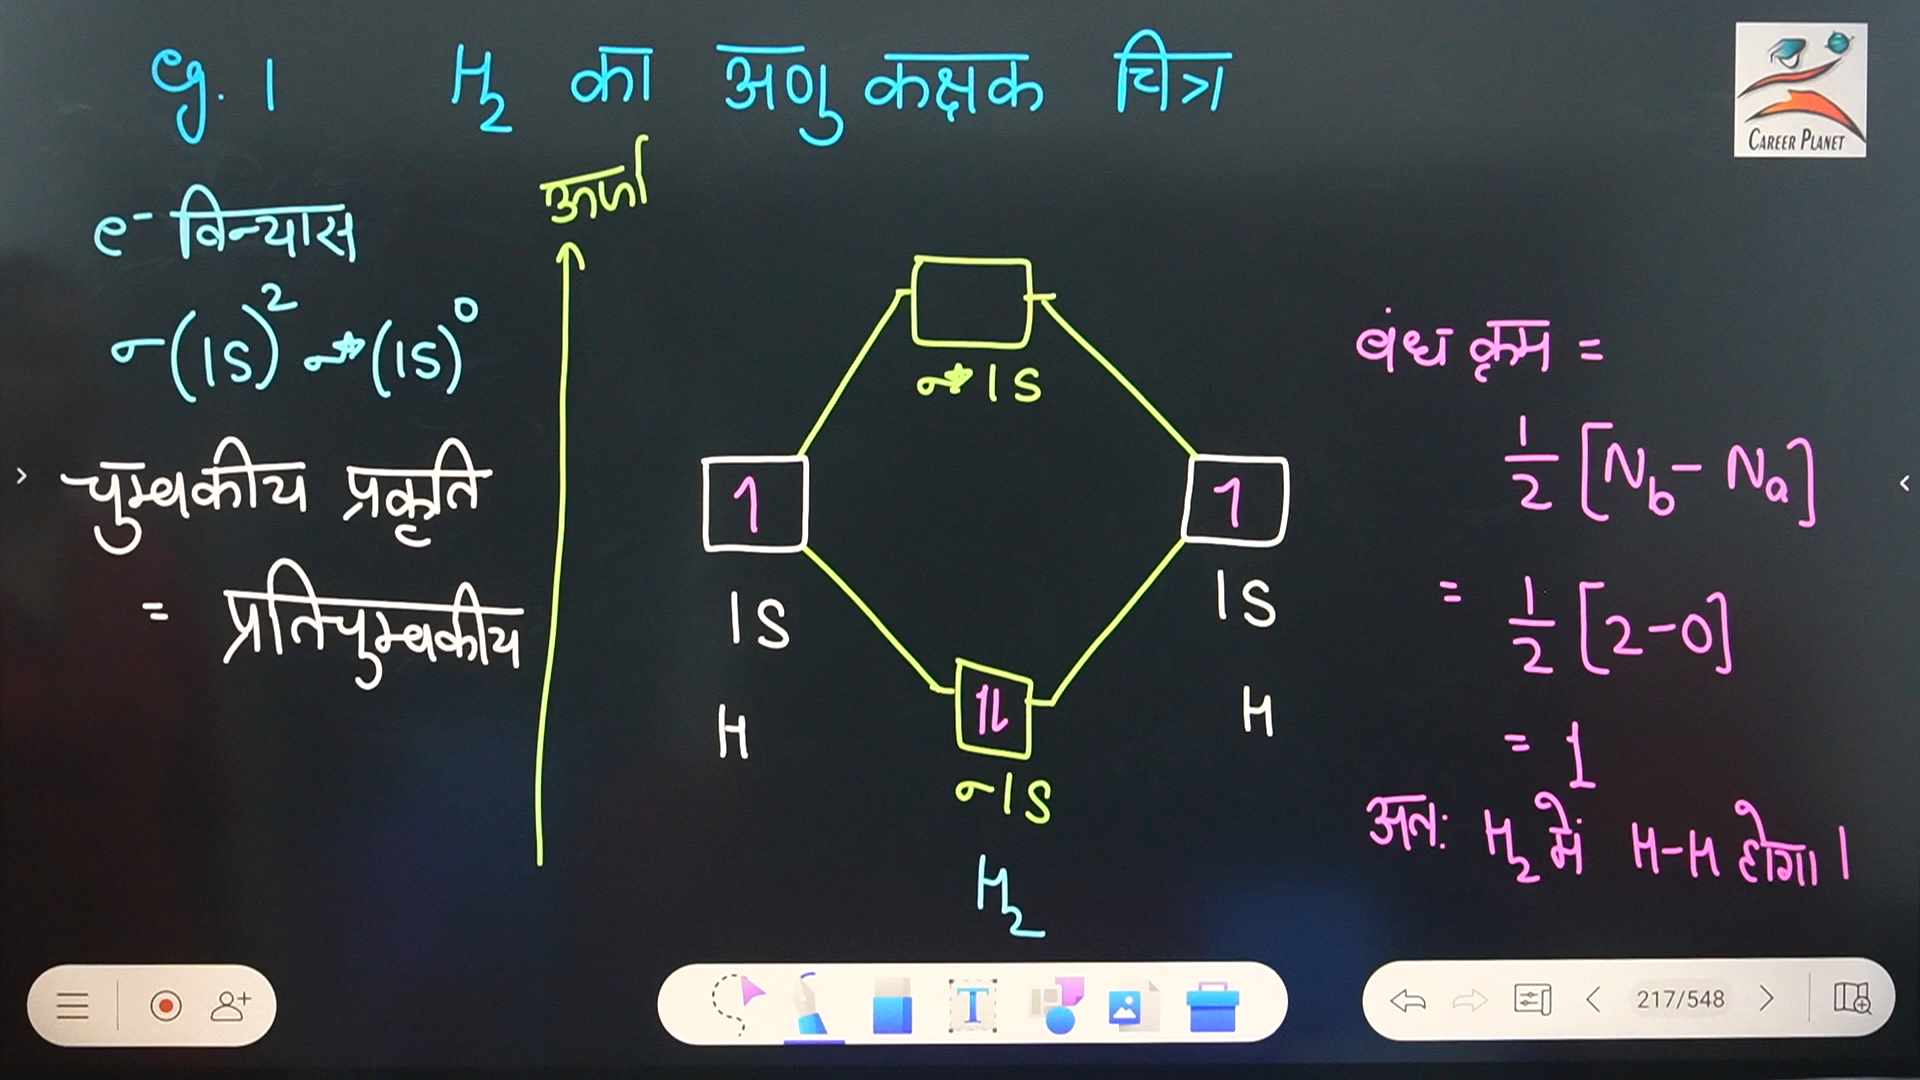 eg. 1 H₂ का अणु कक्षक चित्र
CAREER PLANET
e⁻ विन्यास
σ(1S)² σ*(1S)⁰
चुम्बकीय प्रकृति
= प्रतिचुम्बकीय
ऊर्जा
σ*1S
1 1
1S 1S
H H
1L
σ1S
H₂
बंध क्रम =
1/2 [Nb - Na]
= 1/2 [2-0]
= 1
अतः H₂ में H-H होगा।
T
217/548